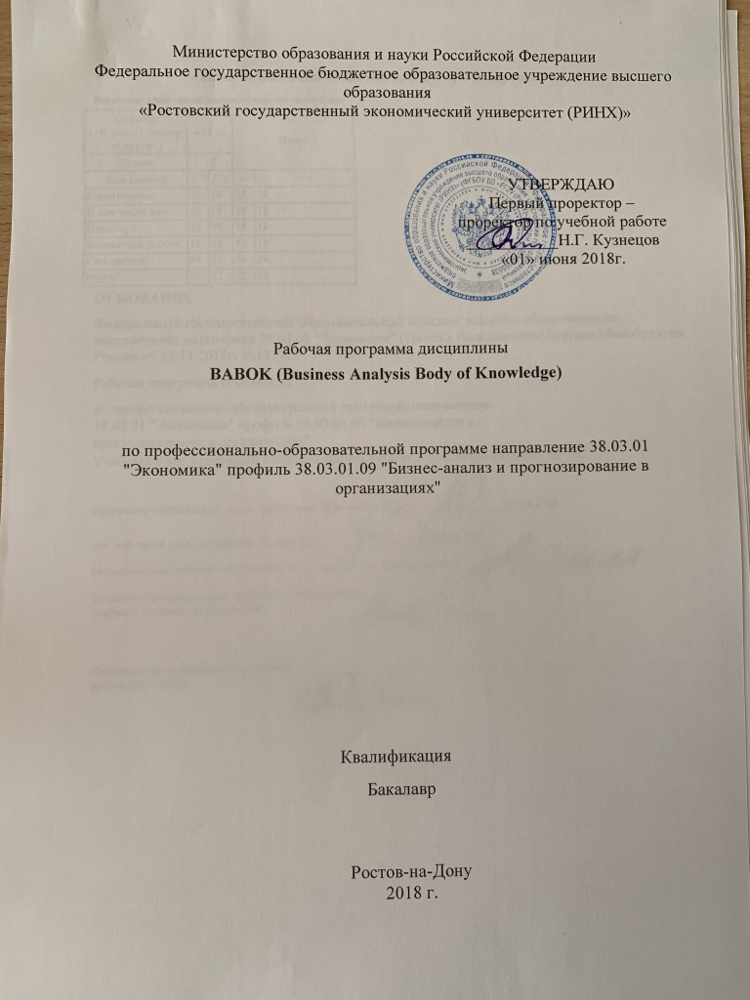 Министерство образования и науки Российской Федерации
Федеральное государственное бюджетное образовательное учреждение высшего
образования
«Ростовский государственный экономический университет (РИНХ)»
УТВЕРЖДАЮ
Первый проректор –
проректор по учебной работе
Н.Г. Кузнецов
«01» июня 2018г.
Рабочая программа дисциплины
BABOK (Business Analysis Body of Knowledge)
по профессионально-образовательной программе направление 38.03.01
"Экономика" профиль 38.03.01.09 "Бизнес-анализ и прогнозирование в
организациях"
Квалификация
Бакалавр
Ростов-на-Дону
2018 г.